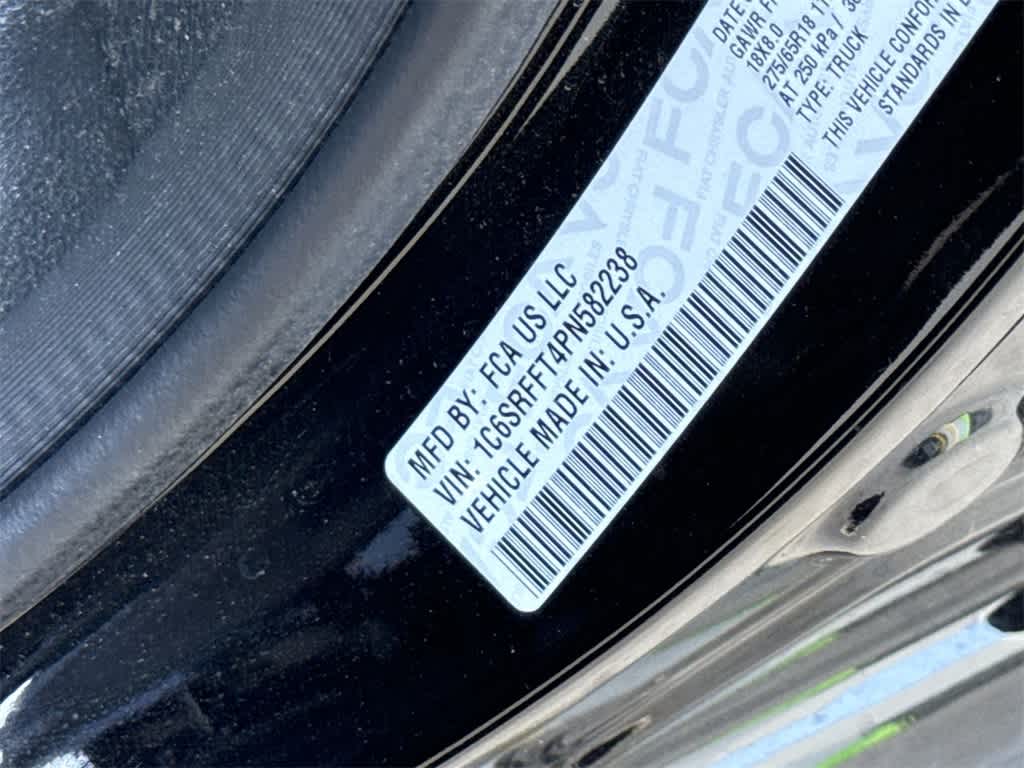 MFD BY: FCA US LLC
VIN: 1C6SRFFT4PN582238
VEHICLE MADE IN: U.S.A.
DATE
GAWR
18X8.0
275/65R18
AT 250 kPa /
TYPE: TRUCK
THIS VEHICLE
STANDARDS IN